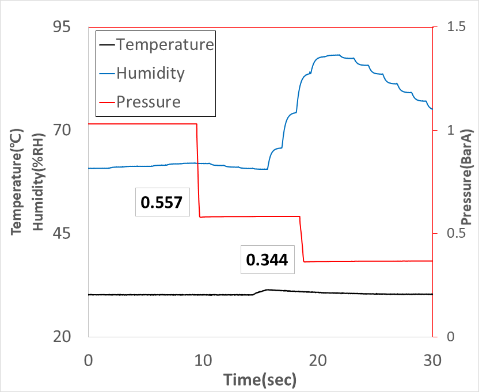 95
1.5
Temperature
Humidity
Pressure
70
1
45
0.5
20
0
0.557
0.344
0
10
20
30
Time(sec)
Temperature(℃)
Humidity(%RH)
Pressure(BarA)